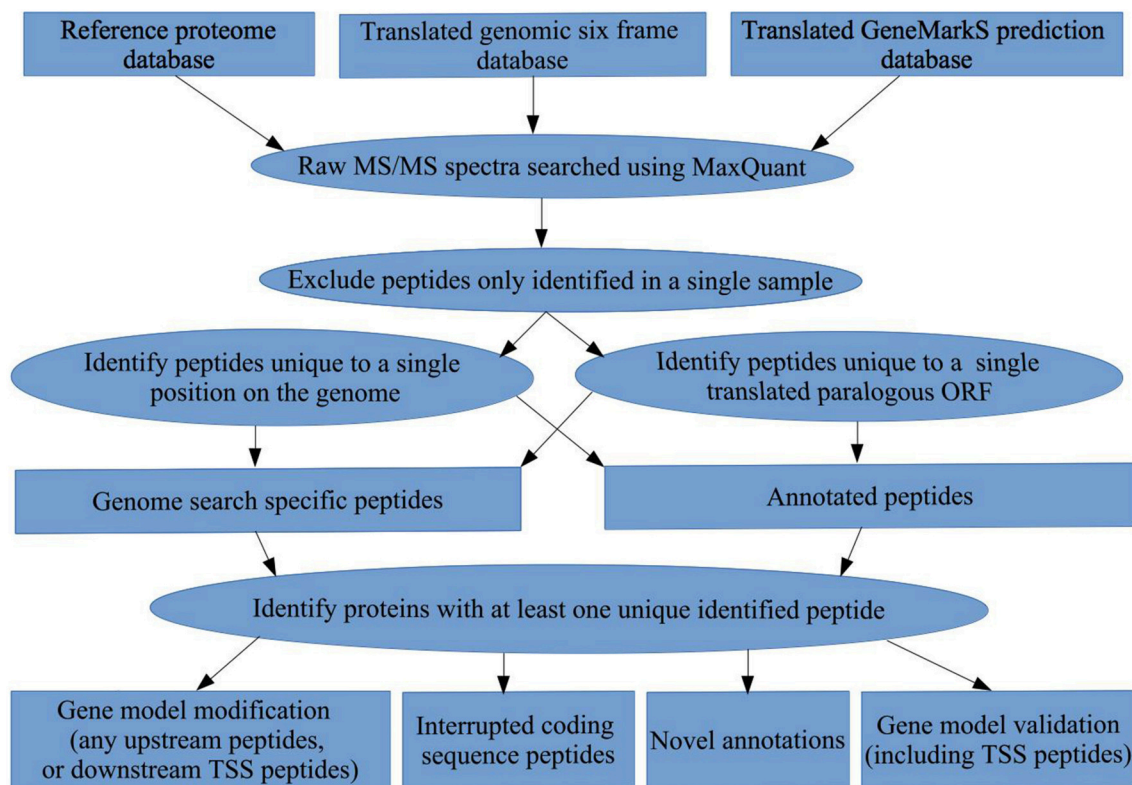 Reference proteome
database
Translated genomic six frame
database
Translated GeneMarkS prediction
database
Raw MS/MS spectra searched using MaxQuant
Exclude peptides only identified in a single sample
Identify peptides unique to a single
position on the genome
Identify peptides unique to a  single
translated paralogous ORF
Genome search specific peptides
Annotated peptides
Identify proteins with at least one unique identified peptide
Gene model modification
(any upstream peptides,
or downstream TSS peptides)
Interrupted coding
sequence peptides
Novel annotations
Gene model validation
(including TSS peptides)